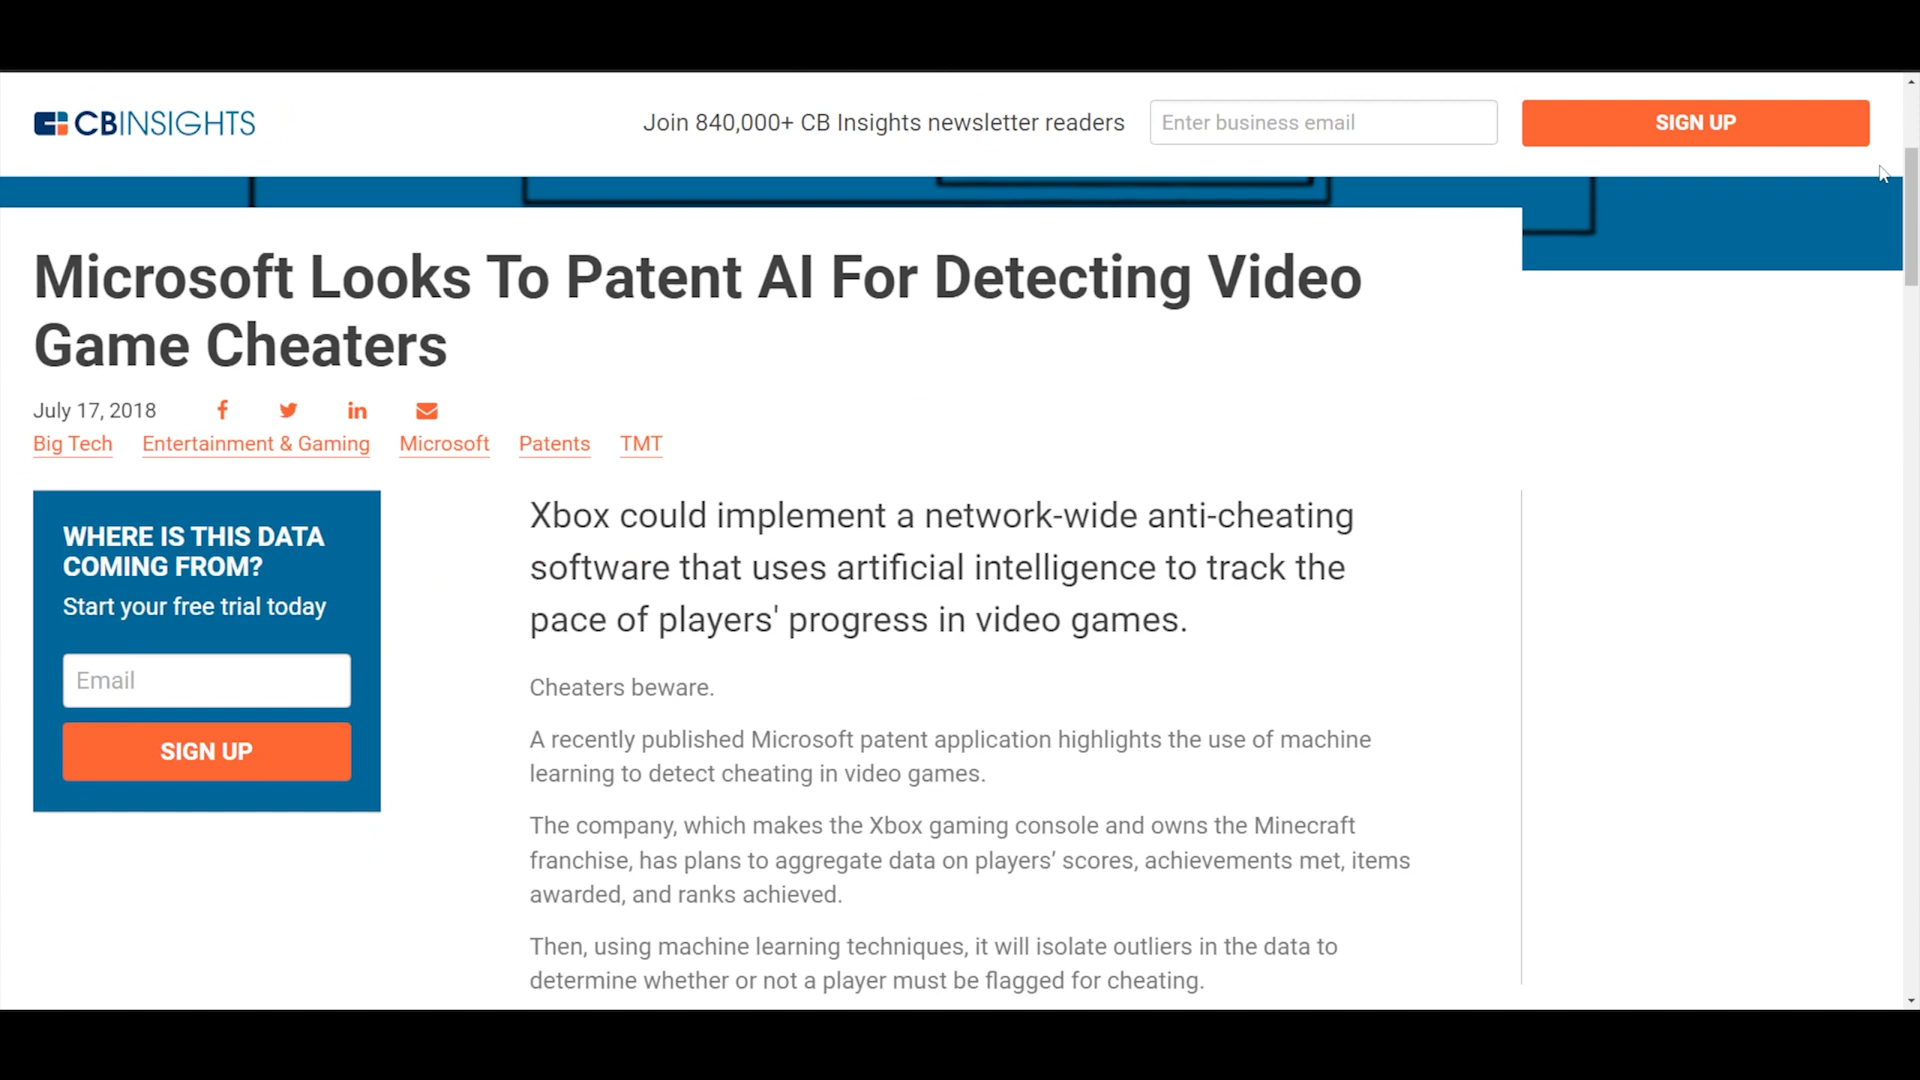 CBINSIGHTS
Join 840,000+ CB Insights newsletter readers
Enter business email
SIGN UP
Microsoft Looks To Patent AI For Detecting Video
Game Cheaters
July 17, 2018
Big Tech Entertainment & Gaming Microsoft Patents TMT
WHERE IS THIS DATA
COMING FROM?
Start your free trial today
Email
SIGN UP
Xbox could implement a network-wide anti-cheating
software that uses artificial intelligence to track the
pace of players' progress in video games.
Cheaters beware.
A recently published Microsoft patent application highlights the use of machine
learning to detect cheating in video games.
The company, which makes the Xbox gaming console and owns the Minecraft
franchise, has plans to aggregate data on players’ scores, achievements met, items
awarded, and ranks achieved.
Then, using machine learning techniques, it will isolate outliers in the data to
determine whether or not a player must be flagged for cheating.